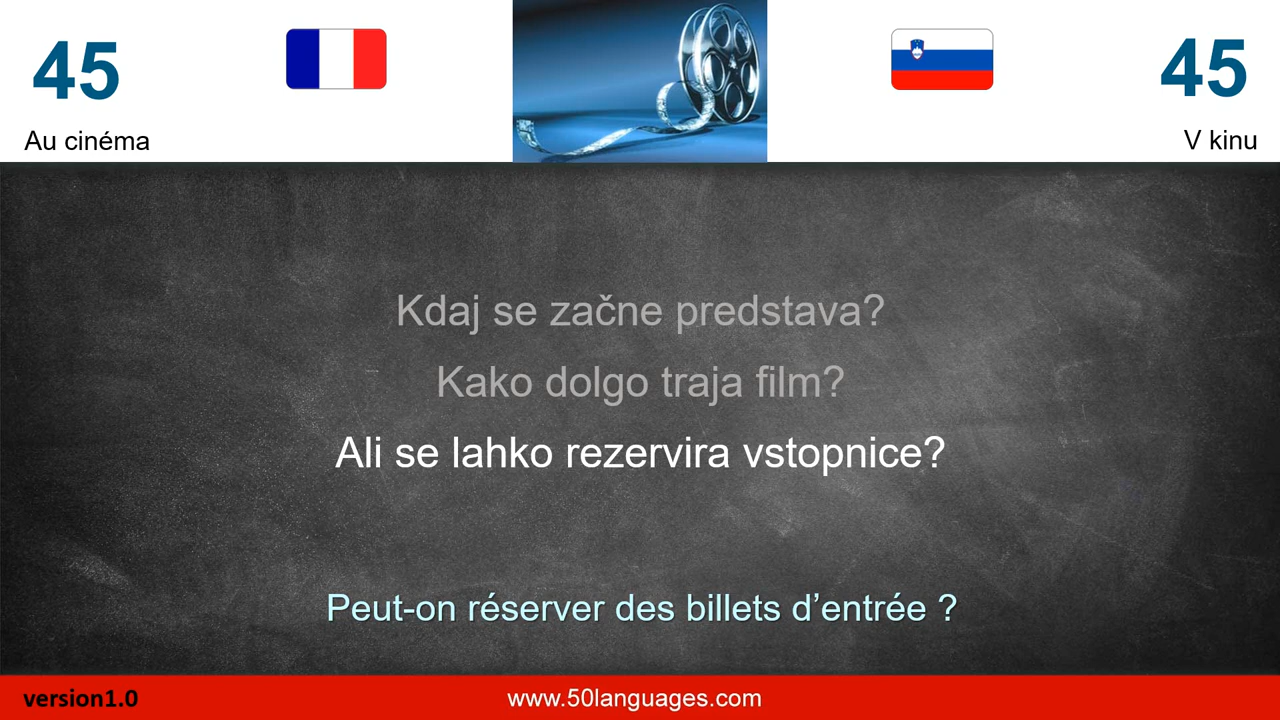 45
45
Au cinéma
V kinu
Kdaj se začne predstava?
Kako dolgo traja film?
Ali se lahko rezervira vstopnice?
Peut-on réserver des billets d’entrée ?
version1.0
www.50languages.com